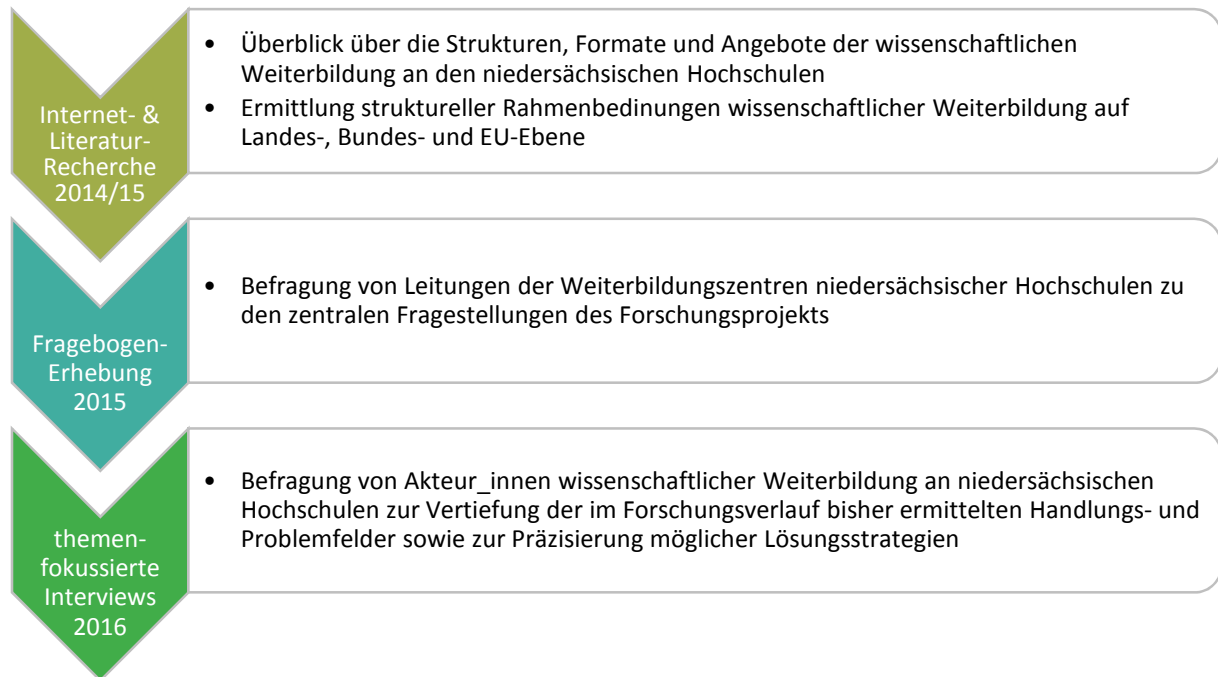 Internet- &
Literatur-
Recherche
2014/15
• Überblick über die Strukturen, Formate und Angebote der wissenschaftlichen
Weiterbildung an den niedersächsischen Hochschulen
• Ermittlung struktureller Rahmenbedinungen wissenschaftlicher Weiterbildung auf
Landes-, Bundes- und EU-Ebene
Fragebogen-
Erhebung
2015
• Befragung von Leitungen der Weiterbildungszentren niedersächsischer Hochschulen zu
den zentralen Fragestellungen des Forschungsprojekts
themen-
fokussierte
Interviews
2016
• Befragung von Akteur_innen wissenschaftlicher Weiterbildung an niedersächsischen
Hochschulen zur Vertiefung der im Forschungsverlauf bisher ermittelten Handlungs- und
Problemfelder sowie zur Präzisierung möglicher Lösungsstrategien